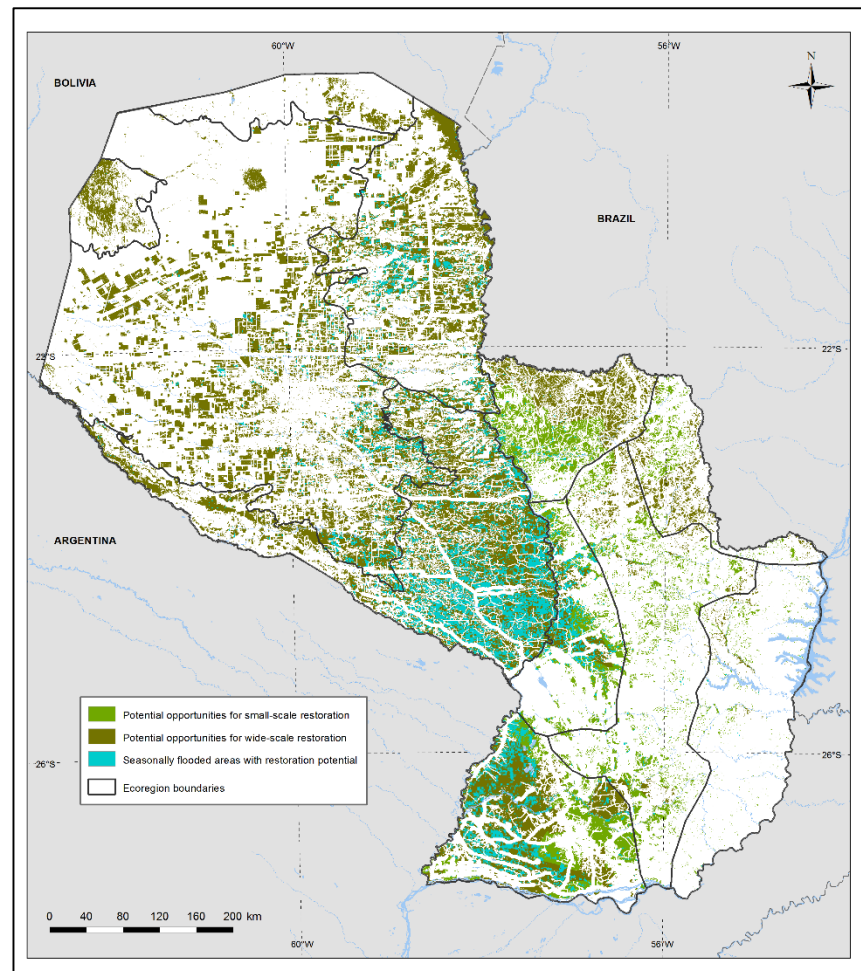 60°W
56°W
N
BOLIVIA
BRAZIL
22°S
ARGENTINA
Potential opportunities for small-scale restoration
Potential opportunities for wide-scale restoration
Seasonally flooded areas with restoration potential
Ecoregion boundaries
26°S
26°S
0 40 80 120 160 200 km
60°W
56°W